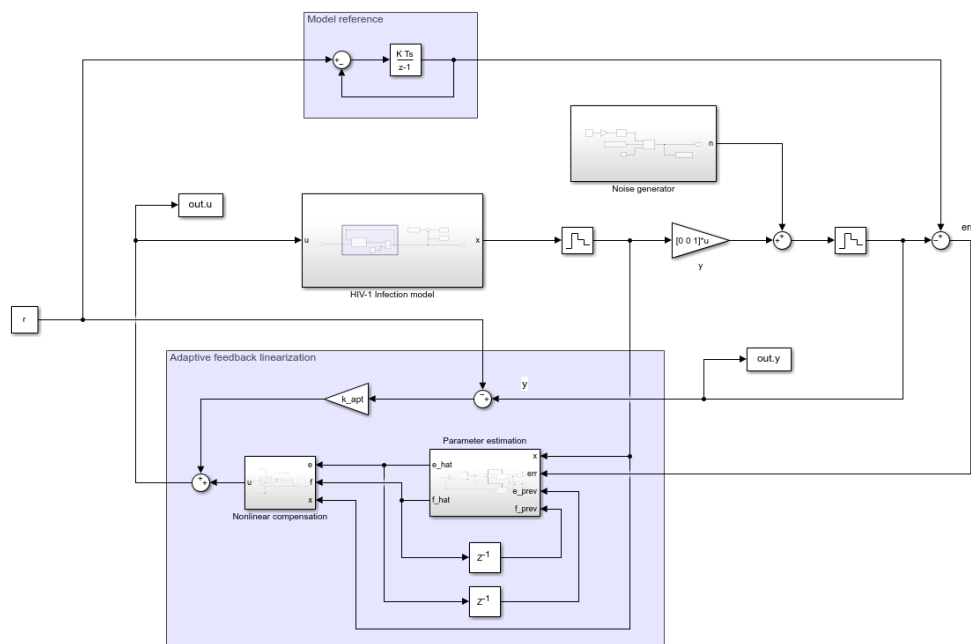 Model reference
K Ts
z-1
n
Noise generator
out.u
u
x
HIV-1 Infection model
[0 0 1]*u
y
err
r
Adaptive feedback linearization
out.y
y
k_apt
Parameter estimation
x
e_hat
err
e
f
u
e_prev
x
f_hat
f_prev
Nonlinear compensation
Z-1
Z-1